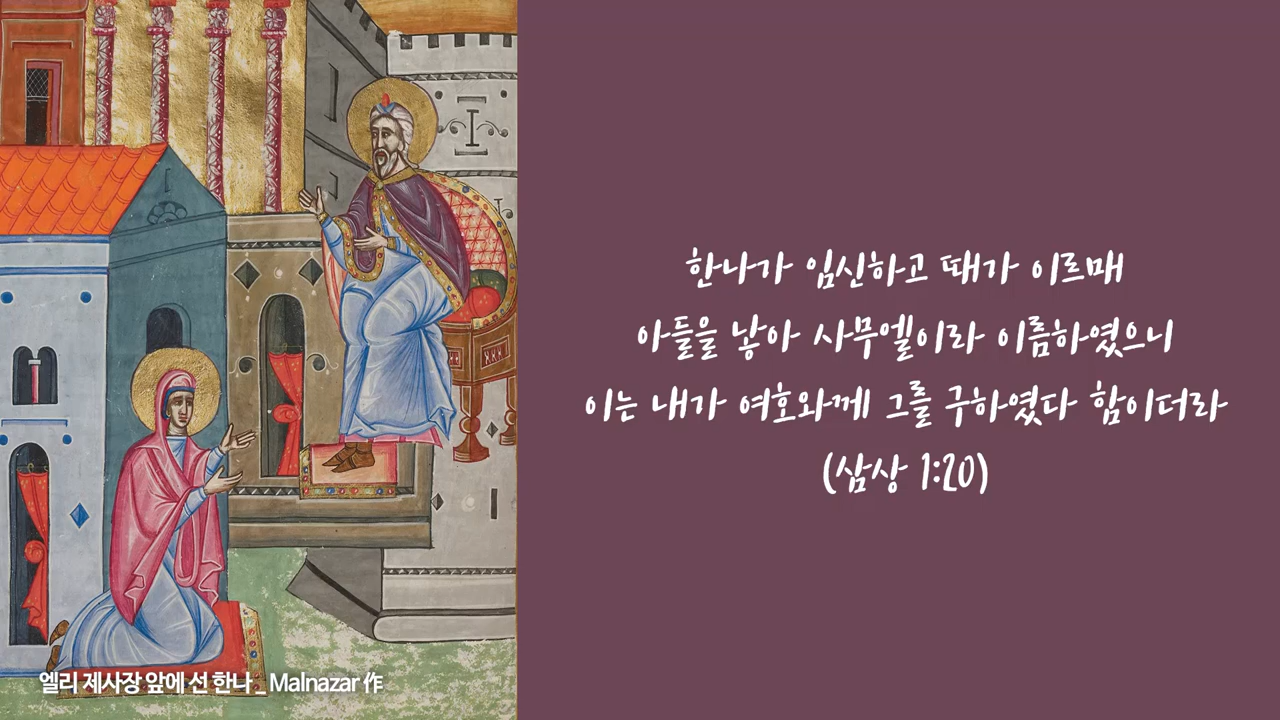 한나가 임신하고 때가 이르매
아들을 낳아 사무엘이라 이름하였으니
이는 내가 여호와께 그를 구하였다 함이더라
(삼상 1:20)
엘리 제사장 앞에 선 한나 _ Malnazar 作